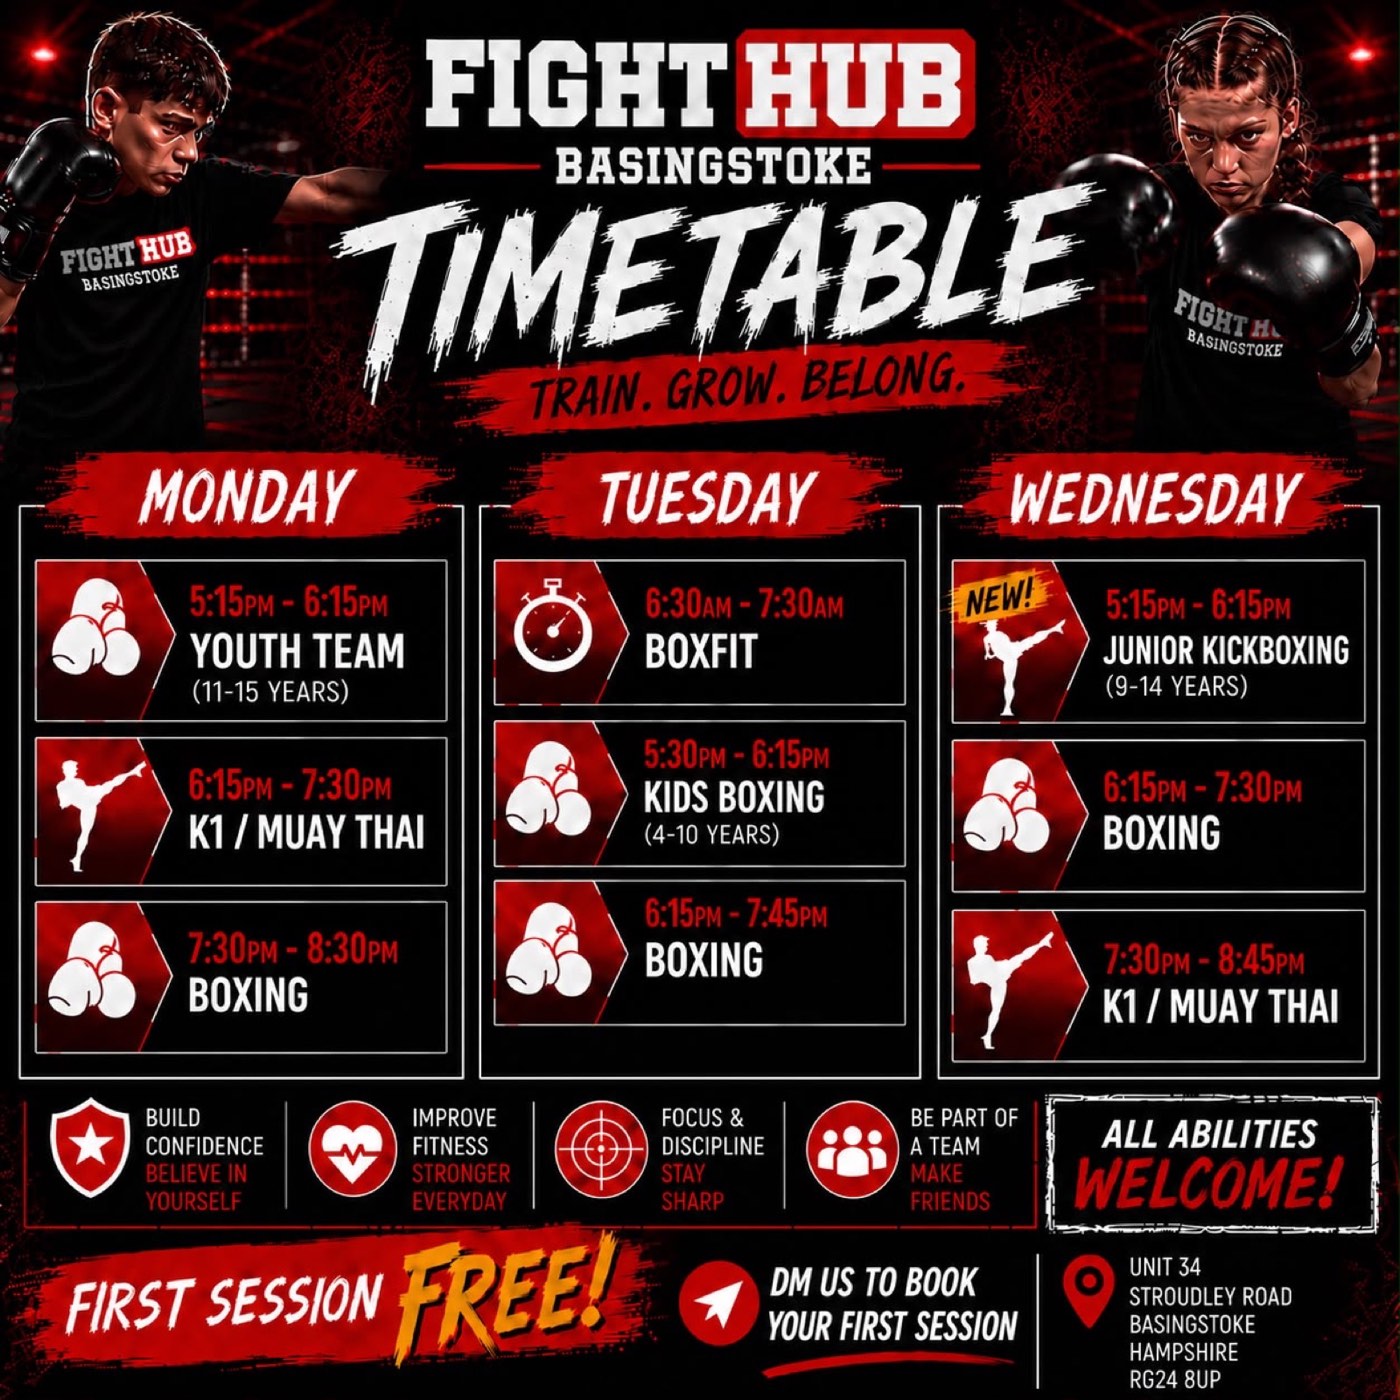 FIGHT HUB
BASINGSTOKE
TIMETABLE
TRAIN. GROW. BELONG.
FIGHT HUB
BASINGSTOKE
FIGHT HU
BASINGSTOKE
MONDAY
5:15PM - 6:15PM
YOUTH TEAM
(11-15 YEARS)
6:15PM - 7:30PM
K1 / MUAY THAI
7:30PM - 8:30PM
BOXING
TUESDAY
6:30AM - 7:30AM
BOXFIT
5:30PM - 6:15PM
KIDS BOXING
(4-10 YEARS)
6:15PM - 7:45PM
BOXING
WEDNESDAY
NEW!
5:15PM - 6:15PM
JUNIOR KICKBOXING
(9-14 YEARS)
6:15PM - 7:30PM
BOXING
7:30PM - 8:45PM
K1 / MUAY THAI
BUILD
CONFIDENCE
BELIEVE IN
YOURSELF
IMPROVE
FITNESS
STRONGER
EVERYDAY
FOCUS &
DISCIPLINE
STAY
SHARP
BE PART OF
A TEAM
MAKE
FRIENDS
ALL ABILITIES
WELCOME!
FIRST SESSION FREE!
DM US TO BOOK
YOUR FIRST SESSION
UNIT 34
STROUDLEY ROAD
BASINGSTOKE
HAMPSHIRE
RG24 8UP